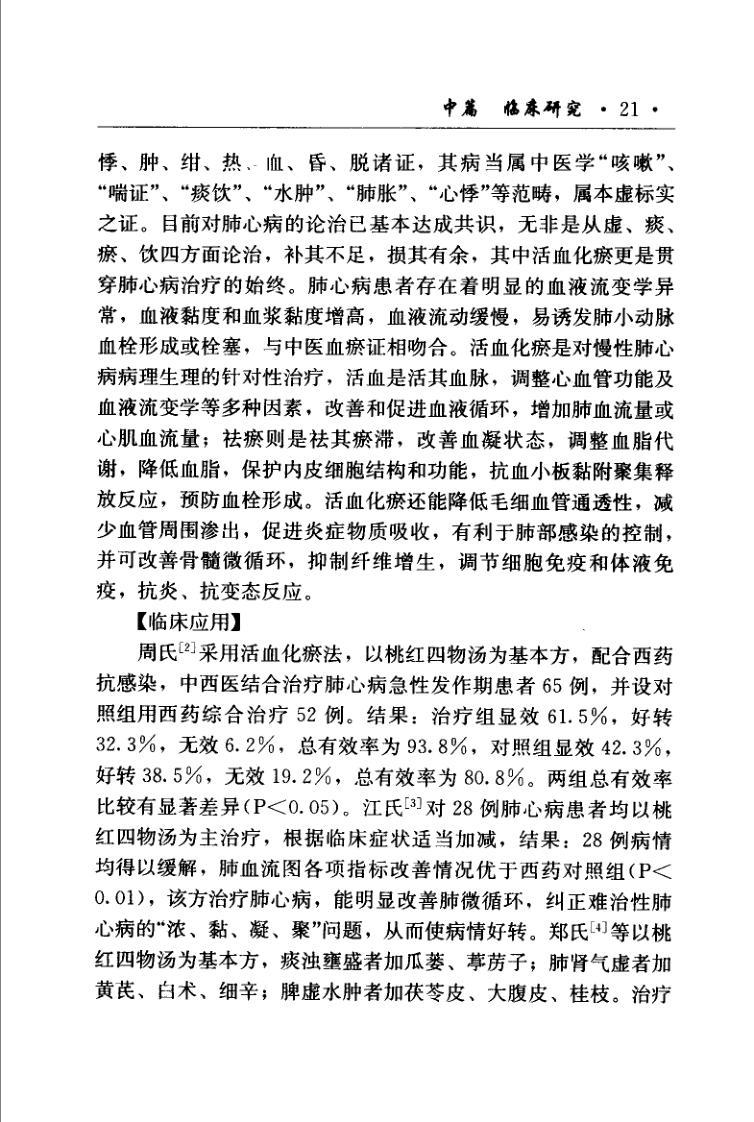 中篇 临床研究 · 21 ·
悸、肿、绀、热、血、昏、脱诸证，其病当属中医学“咳嗽”、
“喘证”、“痰饮”、“水肿”、“肺胀”、“心悸”等范畴，属本虚标实
之证。目前对肺心病的论治已基本达成共识，无非是从虚、痰、
瘀、饮四方面论治，补其不足，损其有余，其中活血化瘀更是贯
穿肺心病治疗的始终。肺心病患者存在着明显的血液流变学异
常，血液黏度和血浆黏度增高，血液流动缓慢，易诱发肺小动脉
血栓形成或栓塞，与中医血瘀证相吻合。活血化瘀是对慢性肺心
病病理生理的针对性治疗，活血是活其血脉，调整心血管功能及
血液流变学等多种因素，改善和促进血液循环，增加肺血流量或
心肌血流量；祛瘀则是祛其瘀滞，改善血凝状态，调整血脂代
谢，降低血脂，保护内皮细胞结构和功能，抗血小板黏附聚集释
放反应，预防血栓形成。活血化瘀还能降低毛细血管通透性，减
少血管周围渗出，促进炎症物质吸收，有利于肺部感染的控制，
并可改善骨髓微循环，抑制纤维增生，调节细胞免疫和体液免
疫，抗炎、抗变态反应。
【临床应用】
周氏[2]采用活血化瘀法，以桃红四物汤为基本方，配合西药
抗感染，中西医结合治疗肺心病急性发作期患者 65 例，并设对
照组用西药综合治疗 52 例。结果：治疗组显效 61.5%，好转
32.3%，无效 6.2%，总有效率为 93.8%，对照组显效 42.3%，
好转 38.5%，无效 19.2%，总有效率为 80.8%。两组总有效率
比较有显著差异(P＜0.05)。江氏[3]对 28 例肺心病患者均以桃
红四物汤为主治疗，根据临床症状适当加减，结果：28 例病情
均得以缓解，肺血流图各项指标改善情况优于西药对照组(P＜
0.01)，该方治疗肺心病，能明显改善肺微循环，纠正难治性肺
心病的“浓、黏、凝、聚”问题，从而使病情好转。郑氏[4]等以桃
红四物汤为基本方，痰浊壅盛者加瓜蒌、葶苈子；肺肾气虚者加
黄芪、白术、细辛；脾虚水肿者加茯苓皮、大腹皮、桂枝。治疗